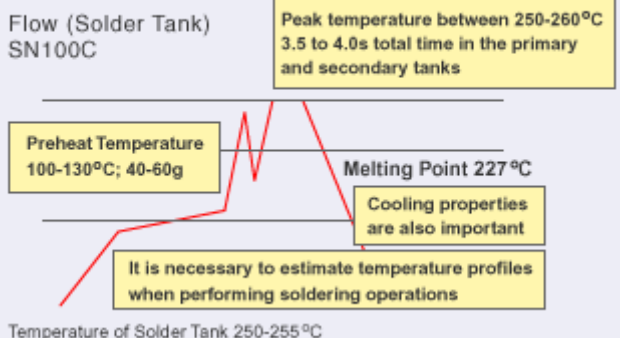 Flow (Solder Tank)
SN100C
Peak temperature between 250-260°C
3.5 to 4.0s total time in the primary
and secondary tanks
Preheat Temperature
100-130°C; 40-60g
Melting Point 227°C
Cooling properties
are also important
It is necessary to estimate temperature profiles
when performing soldering operations
Temperature of Solder Tank 250-255°C